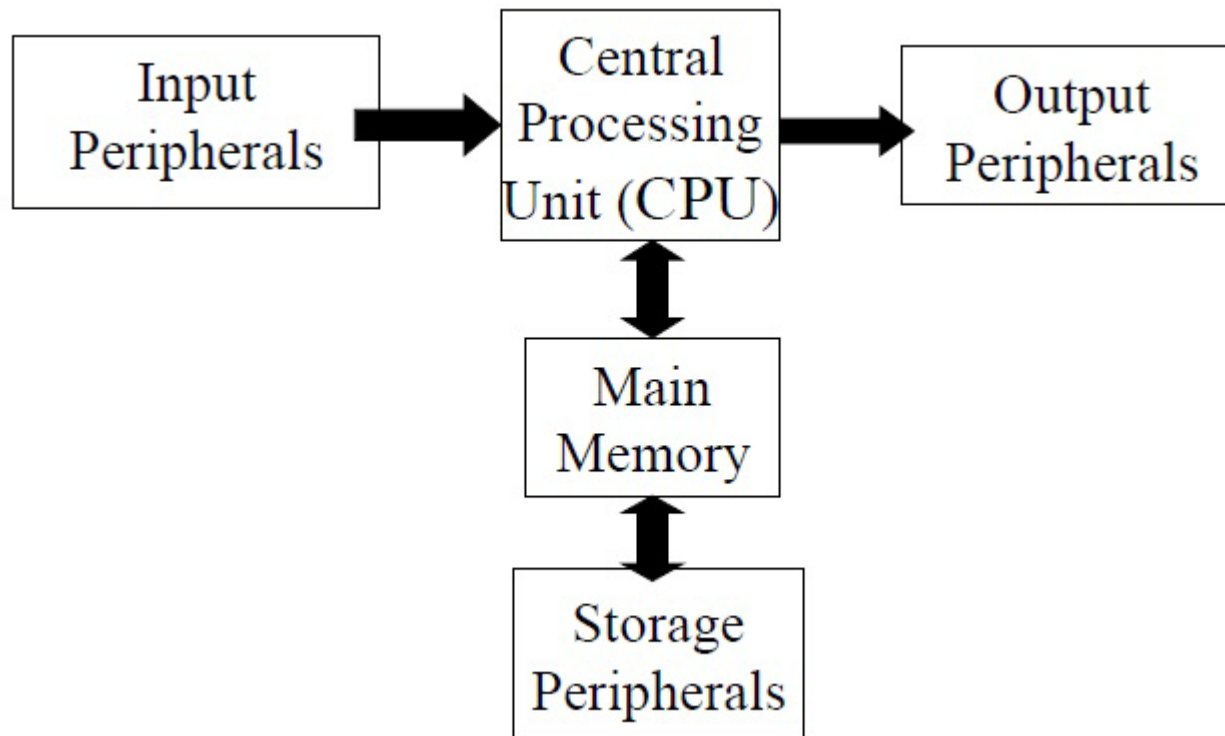 Input
Peripherals
Central
Processing
Unit (CPU)
Output
Peripherals
Main
Memory
Storage
Peripherals